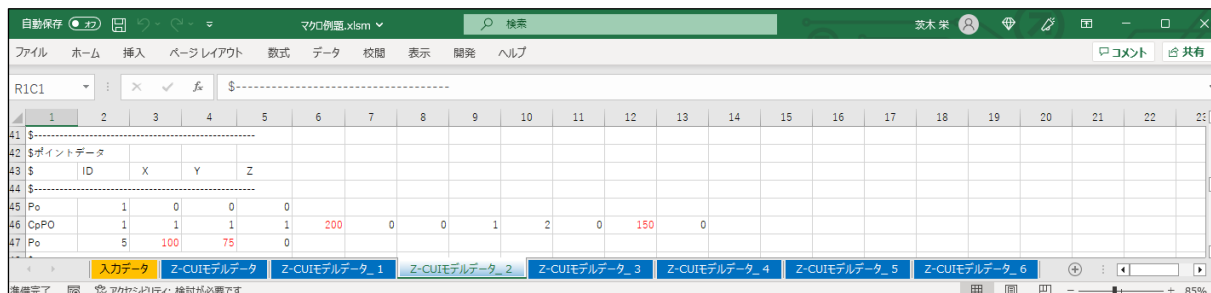 自動保存 オフ マクロ例題.xlsm 検索 茨木 栄
ファイル ホーム 挿入 ページ レイアウト 数式 データ 校閲 表示 開発 ヘルプ コメント 共有
R1C1 fx $------------------------------------
1 2 3 4 5 6 7 8 9 10 11 12 13 14 15 16 17 18 19 20 21 22
41 $----------------------------------------------------
42 $ポイントデータ
43 $ ID X Y Z
44 $----------------------------------------------------
45 Po 1 0 0 0
46 CpPO 1 1 1 1 200 0 0 1 2 0 150 0
47 Po 5 100 75 0
入力データ Z-CUIモデルデータ Z-CUIモデルデータ_ 1 Z-CUIモデルデータ_ 2 Z-CUIモデルデータ_ 3 Z-CUIモデルデータ_ 4 Z-CUIモデルデータ_ 5 Z-CUIモデルデータ_ 6
準備完了 アクセシビリティ: 検討が必要です 85%